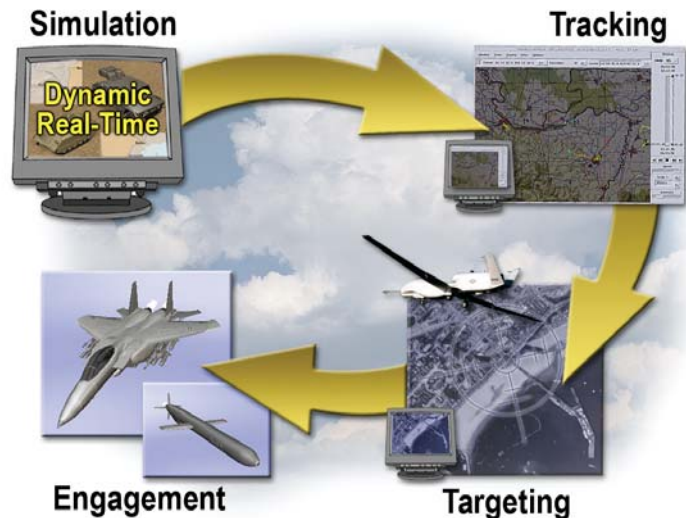 Simulation
Dynamic
Real-Time
Tracking
Engagement
Targeting